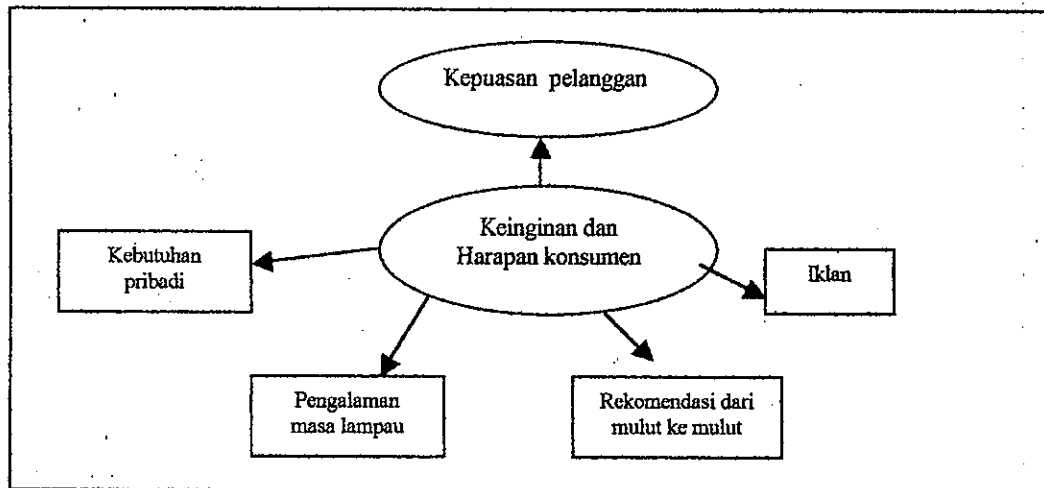 Kepuasan pelanggan
Keinginan dan
Harapan konsumen
Kebutuhan
pribadi
Iklan
Pengalaman
masa lampau
Rekomendasi dari
mulut ke mulut